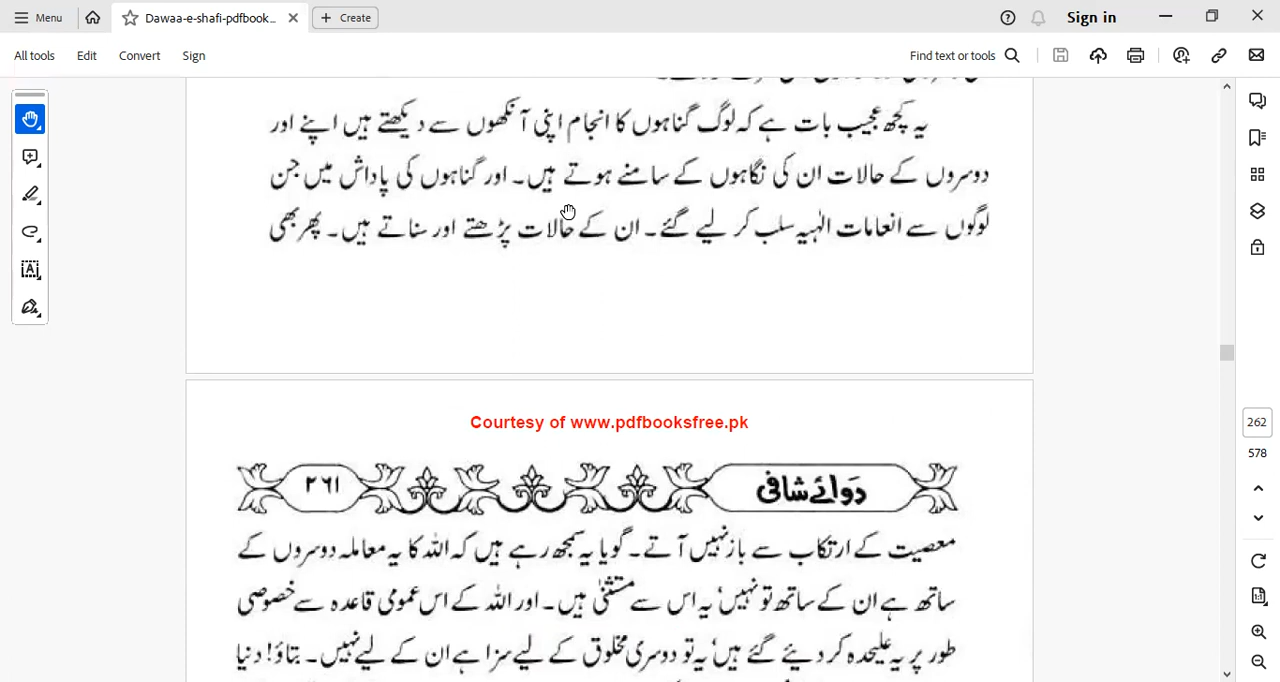 Menu
Dawaa-e-shafi-pdfbook...
Create
Sign in
All tools Edit Convert Sign
Find text or tools
یہ کچھ عجیب بات ہے کہ لوگ گناہوں کا انجام اپنی آنکھوں سے دیکھتے ہیں اپنے اور
دوسروں کے حالات ان کی نگاہوں کے سامنے ہوتے ہیں۔ اور گناہوں کی پاداش میں جن
لوگوں سے انعامات الٰہیہ سلب کر لیے گئے۔ ان کے حالات پڑھتے اور سناتے ہیں۔ پھر بھی
Courtesy of www.pdfbooksfree.pk
دَوائے شافی
۲۶۱
معصیت کے ارتکاب سے باز نہیں آتے۔ گویا یہ سمجھ رہے ہیں کہ اللہ کا یہ معاملہ دوسروں کے
ساتھ ہے ان کے ساتھ تو نہیں' یہ اس سے مستثنیٰ ہیں۔ اور اللہ کے اس عمومی قاعدہ سے خصوصی
طور پر یہ علیحدہ کر دیئے گئے ہیں' یہ تو دوسری مخلوق کے لیے سزا ہے ان کے لیے نہیں۔ بتاؤ! دنیا
262
578